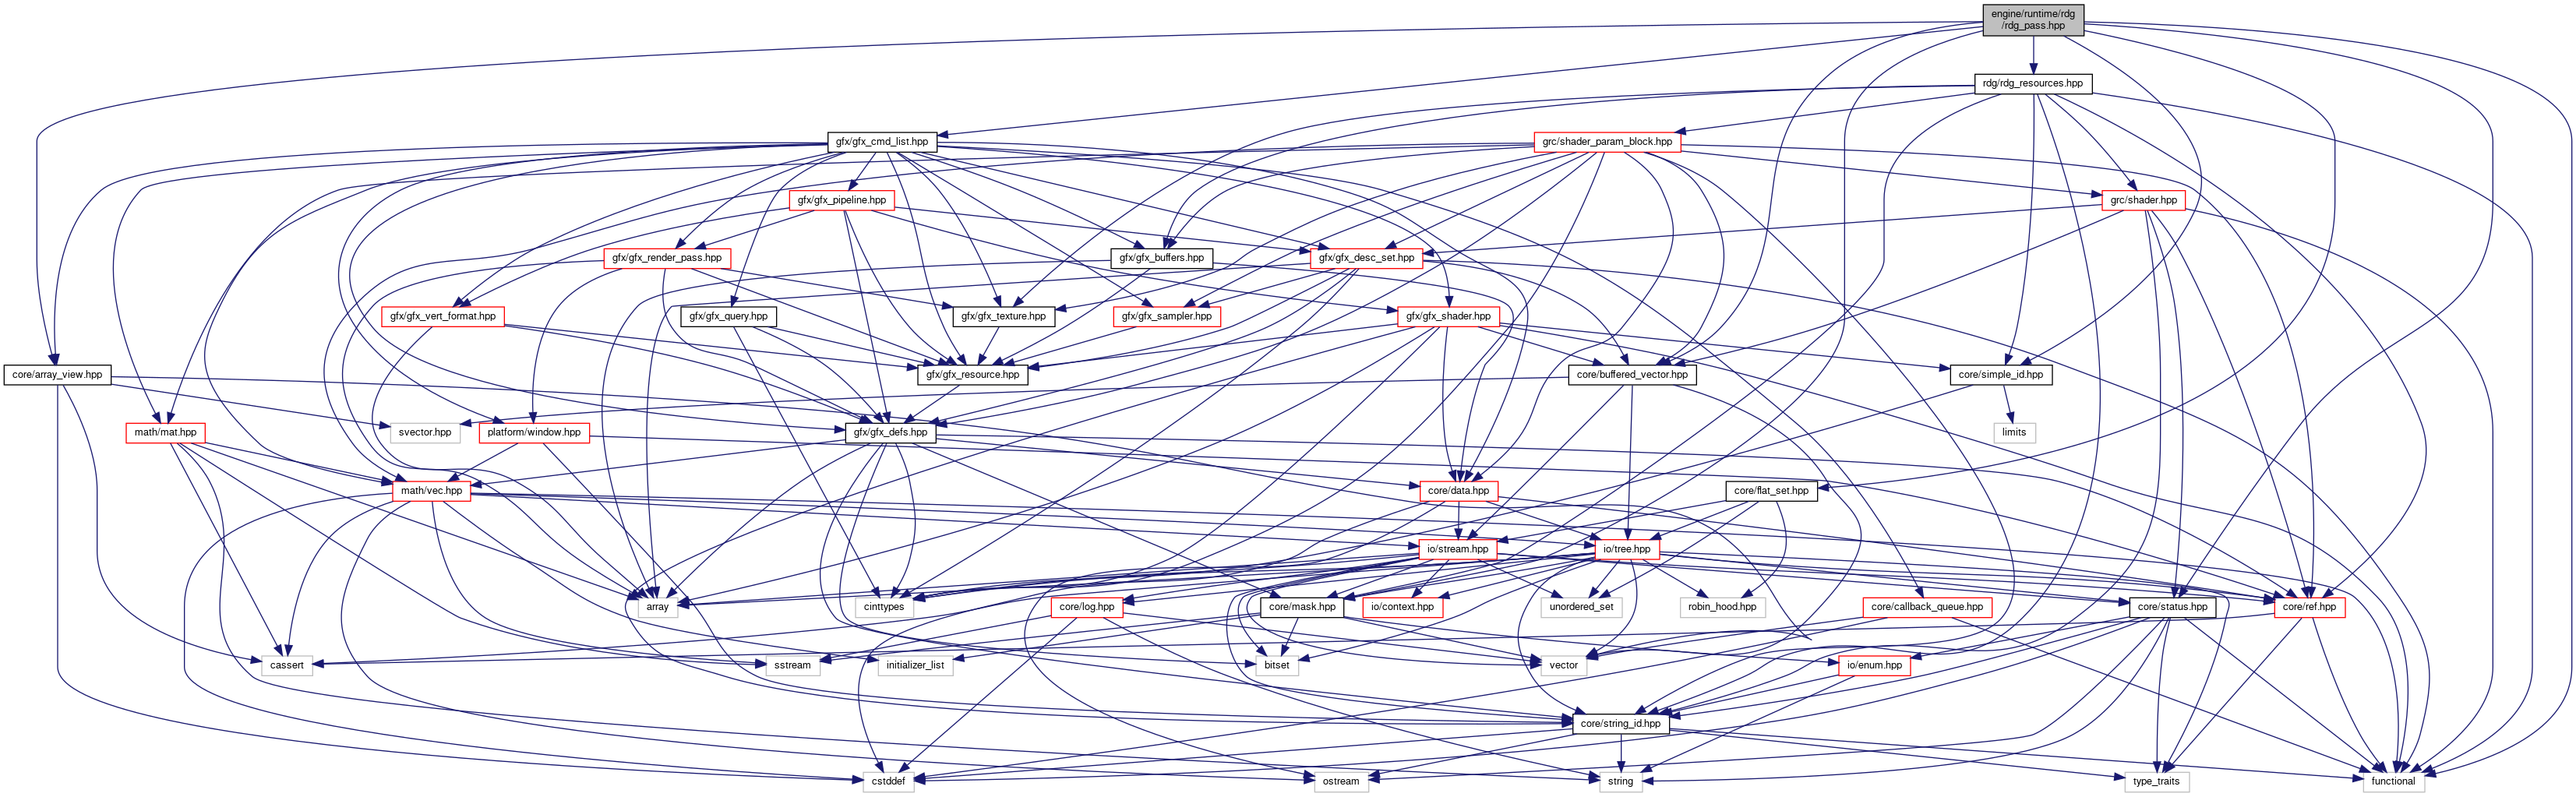 engine/runtime/rdg
/rdg_pass.hpp
rdg/rdg_resources.hpp
gfx/gfx_cmd_list.hpp
grc/shader_param_block.hpp
gfx/gfx_pipeline.hpp
grc/shader.hpp
gfx/gfx_render_pass.hpp
gfx/gfx_buffers.hpp
gfx/gfx_desc_set.hpp
gfx/gfx_vert_format.hpp
gfx/gfx_query.hpp
gfx/gfx_texture.hpp
gfx/gfx_sampler.hpp
gfx/gfx_shader.hpp
core/array_view.hpp
gfx/gfx_resource.hpp
core/buffered_vector.hpp
core/simple_id.hpp
math/mat.hpp
svector.hpp
platform/window.hpp
gfx/gfx_defs.hpp
limits
math/vec.hpp
core/data.hpp
core/flat_set.hpp
io/stream.hpp
io/tree.hpp
array
cinttypes
core/log.hpp
core/mask.hpp
io/context.hpp
unordered_set
robin_hood.hpp
core/callback_queue.hpp
core/status.hpp
core/ref.hpp
cassert
sstream
initializer_list
bitset
vector
io/enum.hpp
core/string_id.hpp
cstddef
ostream
string
type_traits
functional